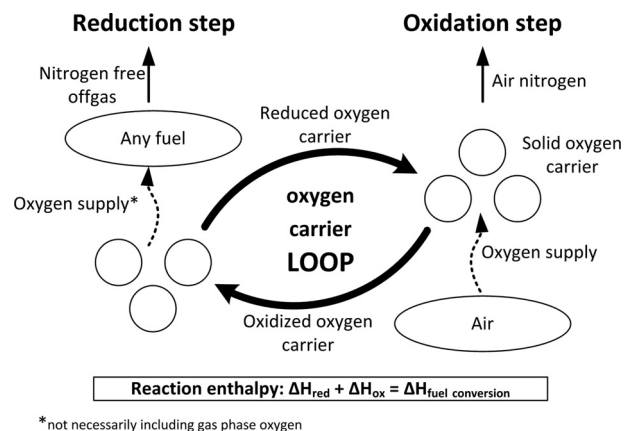 Reduction step
Oxidation step
Nitrogen free
offgas
Air nitrogen
Any fuel
Reduced oxygen
carrier
Solid oxygen
carrier
Oxygen supply*
oxygen
carrier
LOOP
Oxygen supply
Oxidized oxygen
carrier
Air
Reaction enthalpy: ΔHred + ΔHox = ΔHfuel conversion
*not necessarily including gas phase oxygen